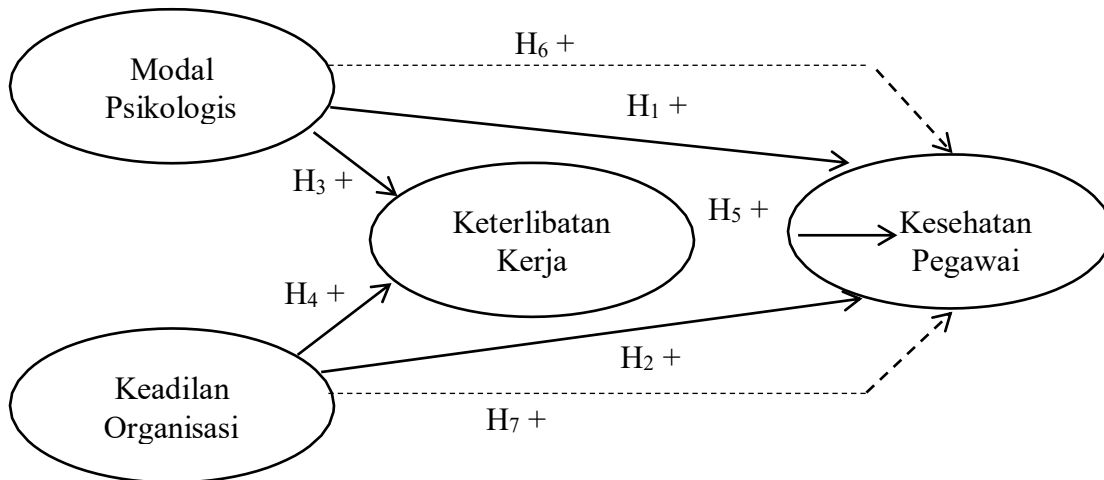 H₆ +
Modal
Psikologis
H₁ +
H₃ +
Keterlibatan
Kerja
H₅ +
Kesehatan
Pegawai
H₄ +
H₂ +
Keadilan
Organisasi
H₇ +